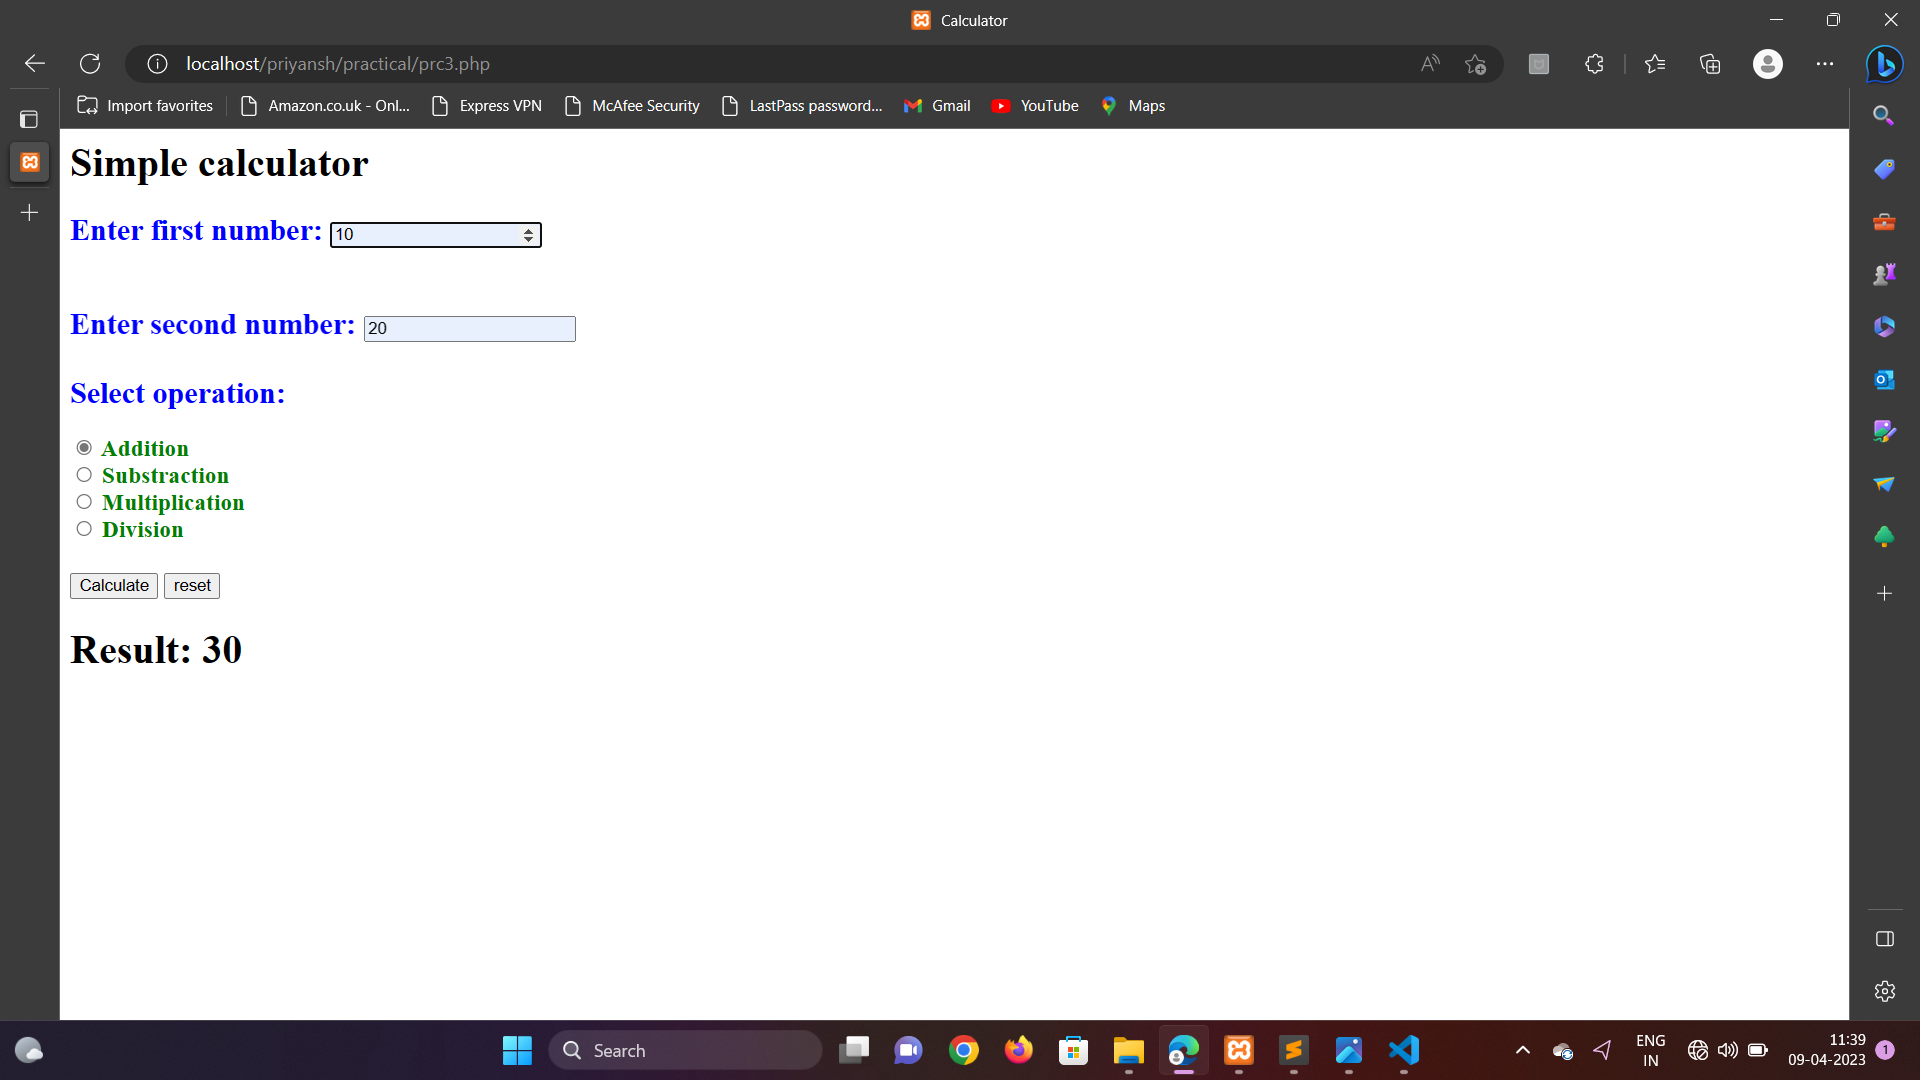 Calculator
localhost/priyansh/practical/prc3.php
Import favorites
Amazon.co.uk - Onl...
Express VPN
McAfee Security
LastPass password...
Gmail
YouTube
Maps
Simple calculator
Enter first number: 10
Enter second number: 20
Select operation:
Addition
Substraction
Multiplication
Division
Calculate reset
Result: 30
Search
ENG
IN
11:39
09-04-2023
1